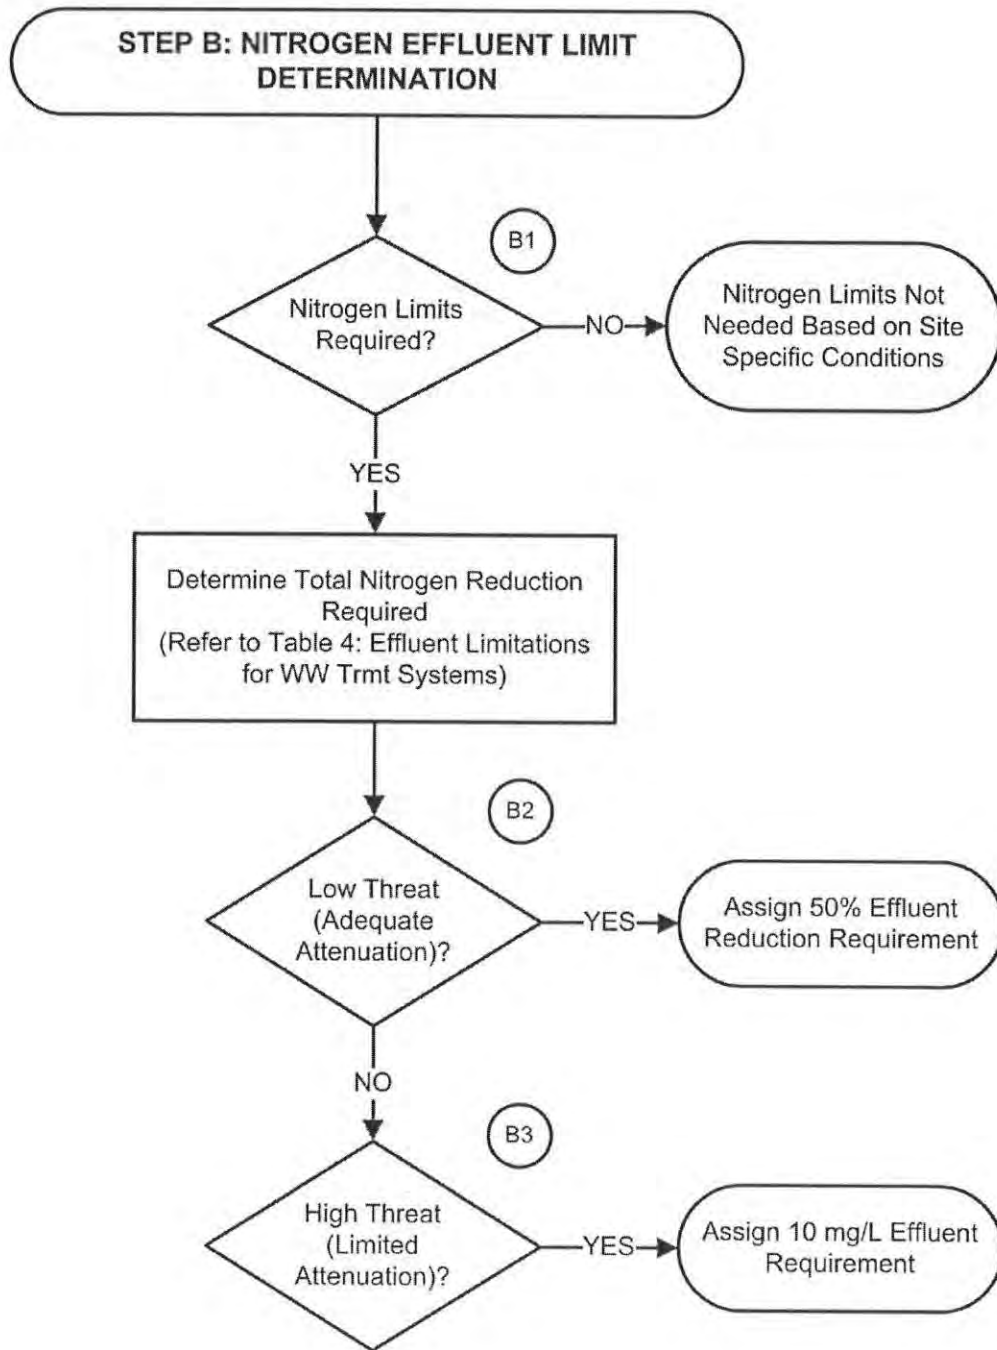 STEP B: NITROGEN EFFLUENT LIMIT
DETERMINATION
B1
Nitrogen Limits
Required?
NO
Nitrogen Limits Not
Needed Based on Site
Specific Conditions
YES
Determine Total Nitrogen Reduction
Required
(Refer to Table 4: Effluent Limitations
for WW Trmt Systems)
B2
Low Threat
(Adequate
Attenuation)?
YES
Assign 50% Effluent
Reduction Requirement
NO
B3
High Threat
(Limited
Attenuation)?
YES
Assign 10 mg/L Effluent
Requirement